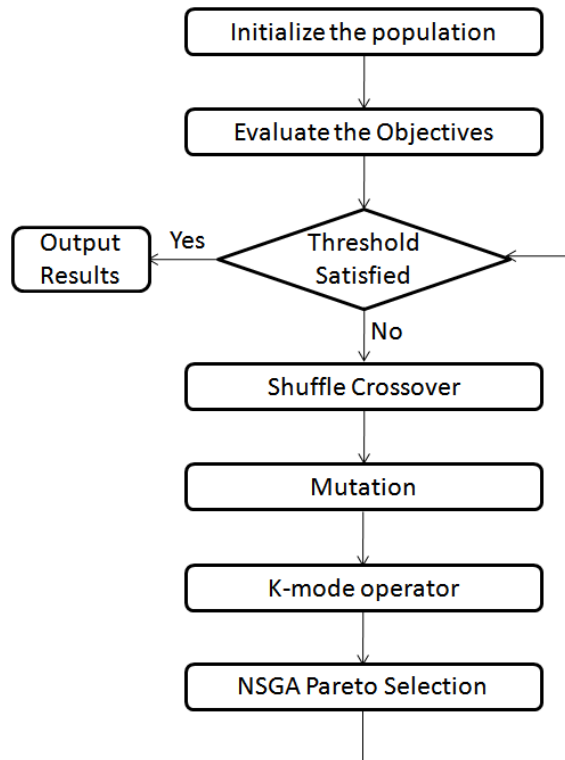 Initialize the population
Evaluate the Objectives
Threshold
Satisfied
Yes
Output
Results
No
Shuffle Crossover
Mutation
K-mode operator
NSGA Pareto Selection